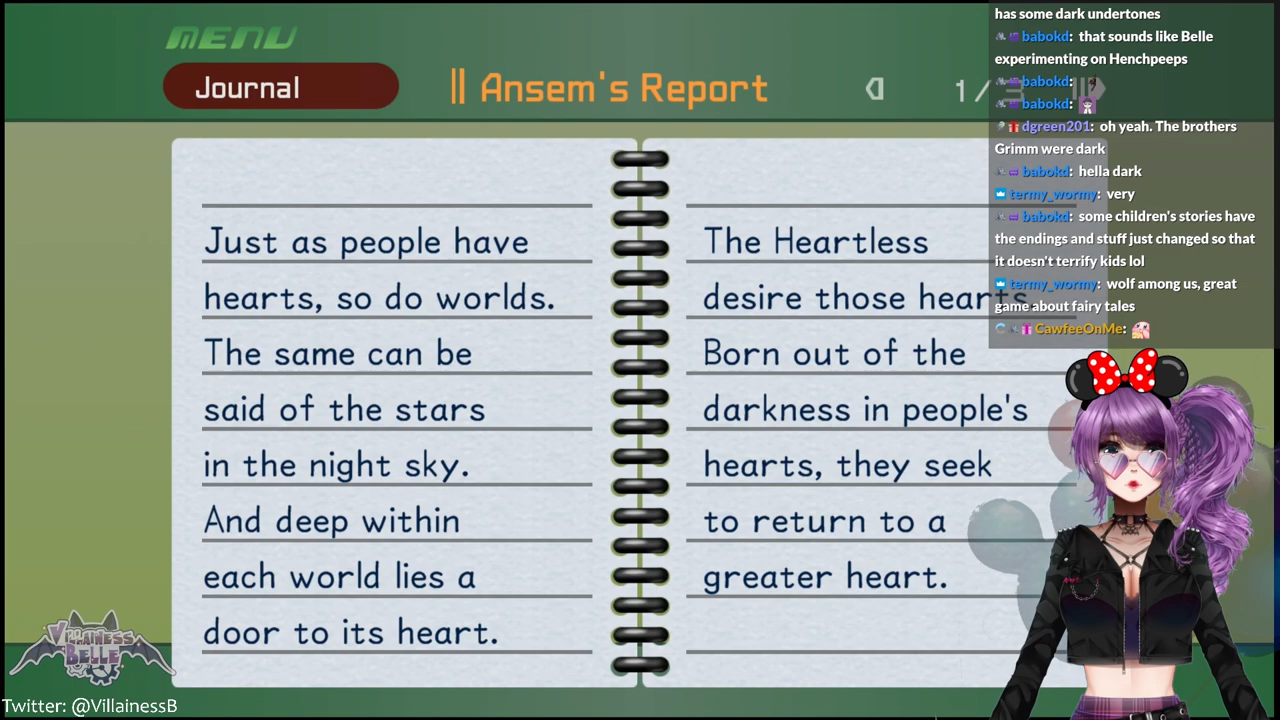 MENU
Journal
Ansem's Report
1/3
Just as people have
hearts, so do worlds.
The same can be
said of the stars
in the night sky.
And deep within
each world lies a
door to its heart.
The Heartless
desire those hearts
Born out of the
darkness in people's
hearts, they seek
to return to a
greater heart.
has some dark undertones
babokd: that sounds like Belle
experimenting on Henchpeeps
babokd:
babokd:
dgreen201: oh yeah. The brothers
Grimm were dark
babokd: hella dark
termy_wormy: very
babokd: some children's stories have
the endings and stuff just changed so that
it doesn't terrify kids lol
termy_wormy: wolf among us, great
game about fairy tales
CawfeeOnMe:
VILLAINESS
BELLE
Twitter: @VillainessB